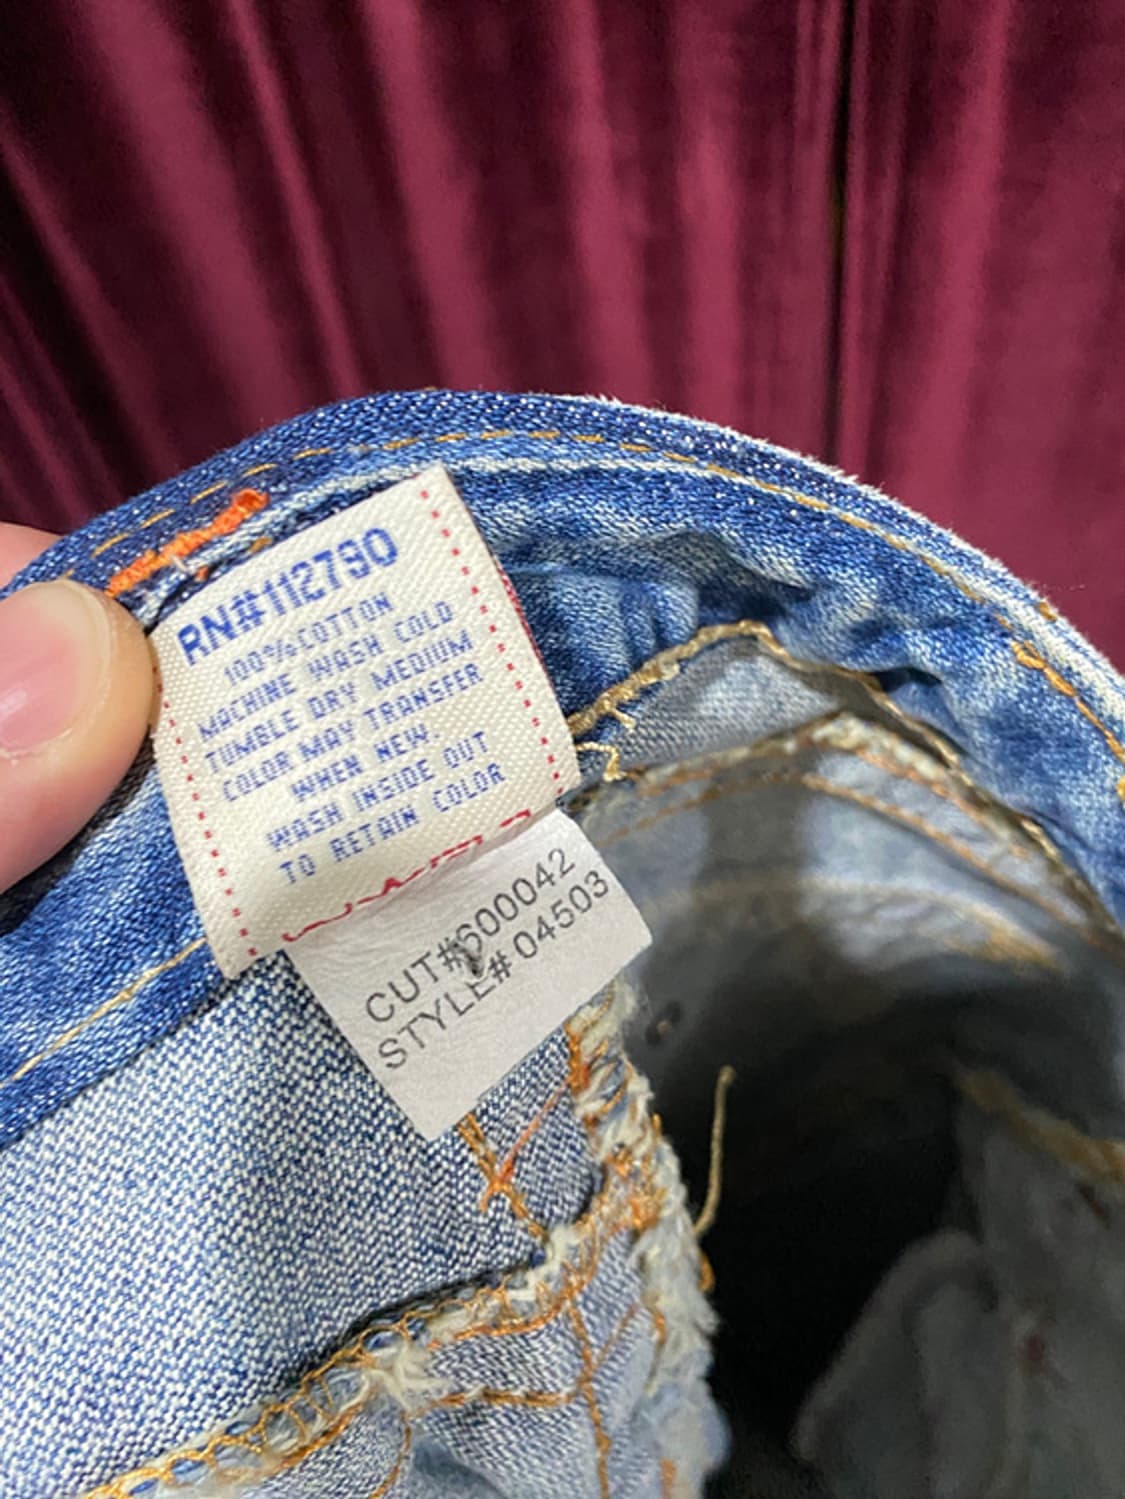 RN#112790
100% COTTON
MACHINE WASH COLD
TUMBLE DRY MEDIUM
COLOR MAY TRANSFER
WHEN NEW.
WASH INSIDE OUT
TO RETAIN COLOR
CUT#600042
STYLE# 04503